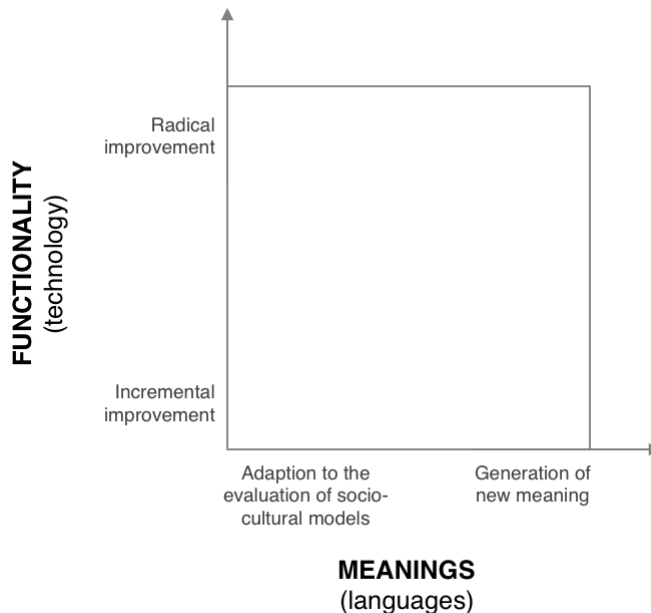 Radical
improvement
FUNCTIONALITY
(technology)
Incremental
improvement
Adaption to the
evaluation of socio-
cultural models
Generation of
new meaning
MEANINGS
(languages)